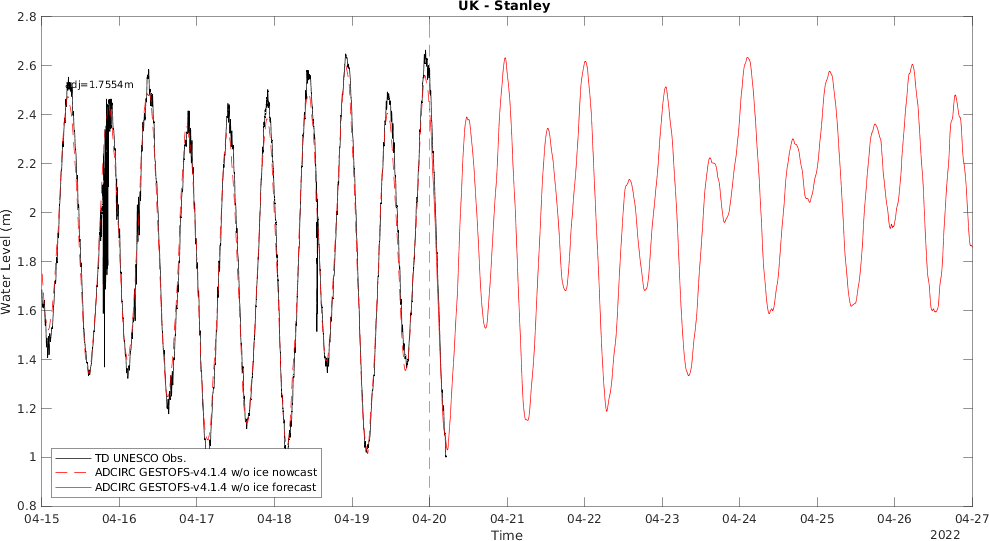 UK - Stanley
2.8
2.6
2.4
2.2
2
1.8
1.6
1.4
1.2
1
0.8
Water Level (m)
adj=1.7554m
TD UNESCO Obs.
ADCIRC GESTOFS-v4.1.4 w/o ice nowcast
ADCIRC GESTOFS-v4.1.4 w/o ice forecast
04-15 04-16 04-17 04-18 04-19 04-20 04-21 04-22 04-23 04-24 04-25 04-26 04-27
Time
2022